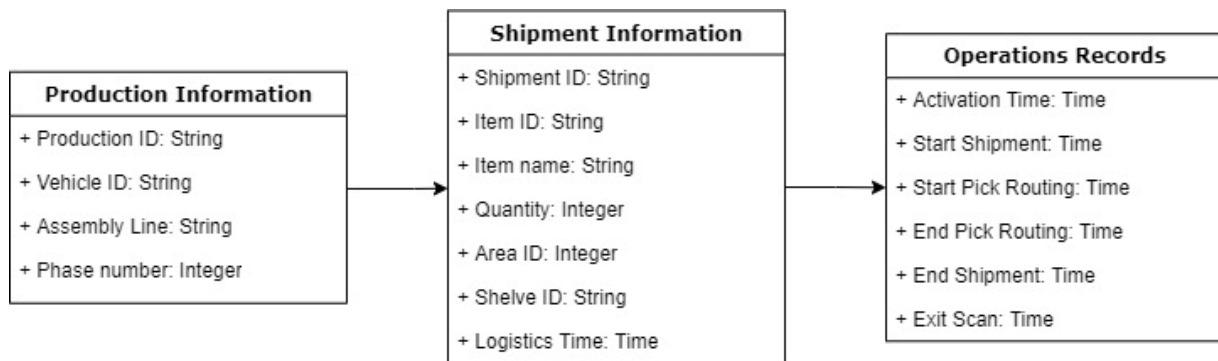 Production Information
+ Production ID: String
+ Vehicle ID: String
+ Assembly Line: String
+ Phase number: Integer
Shipment Information
+ Shipment ID: String
+ Item ID: String
+ Item name: String
+ Quantity: Integer
+ Area ID: Integer
+ Shelve ID: String
+ Logistics Time: Time
Operations Records
+ Activation Time: Time
+ Start Shipment: Time
+ Start Pick Routing: Time
+ End Pick Routing: Time
+ End Shipment: Time
+ Exit Scan: Time